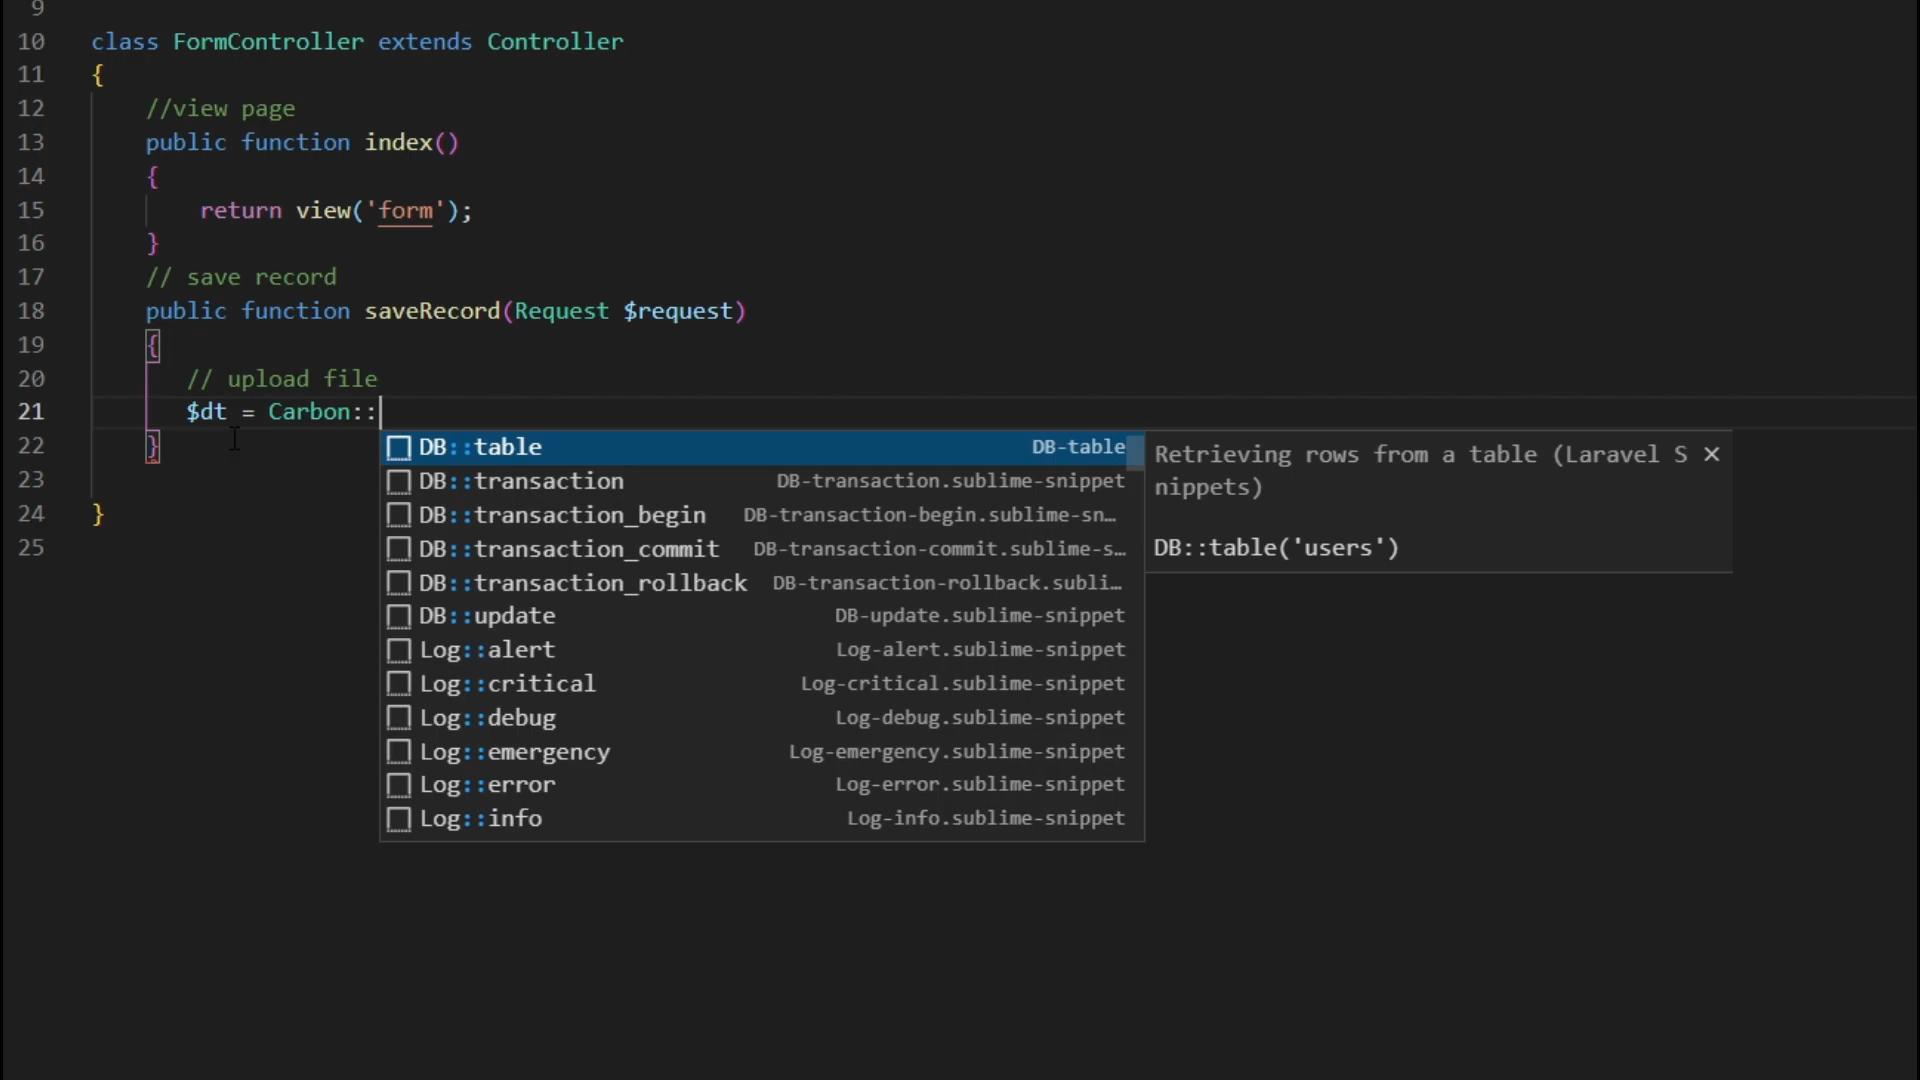 9
10 class FormController extends Controller
11 {
12 //view page
13 public function index()
14 {
15 return view('form');
16 }
17 // save record
18 public function saveRecord(Request $request)
19 {
20 // upload file
21 $dt = Carbon::
22 }
23
24 }
25
DB::table DB-table
DB::transaction DB-transaction.sublime-snippet
DB::transaction_begin DB-transaction-begin.sublime-sn…
DB::transaction_commit DB-transaction-commit.sublime-s…
DB::transaction_rollback DB-transaction-rollback.subli…
DB::update DB-update.sublime-snippet
Log::alert Log-alert.sublime-snippet
Log::critical Log-critical.sublime-snippet
Log::debug Log-debug.sublime-snippet
Log::emergency Log-emergency.sublime-snippet
Log::error Log-error.sublime-snippet
Log::info Log-info.sublime-snippet
Retrieving rows from a table (Laravel S
nippets)
DB::table('users')